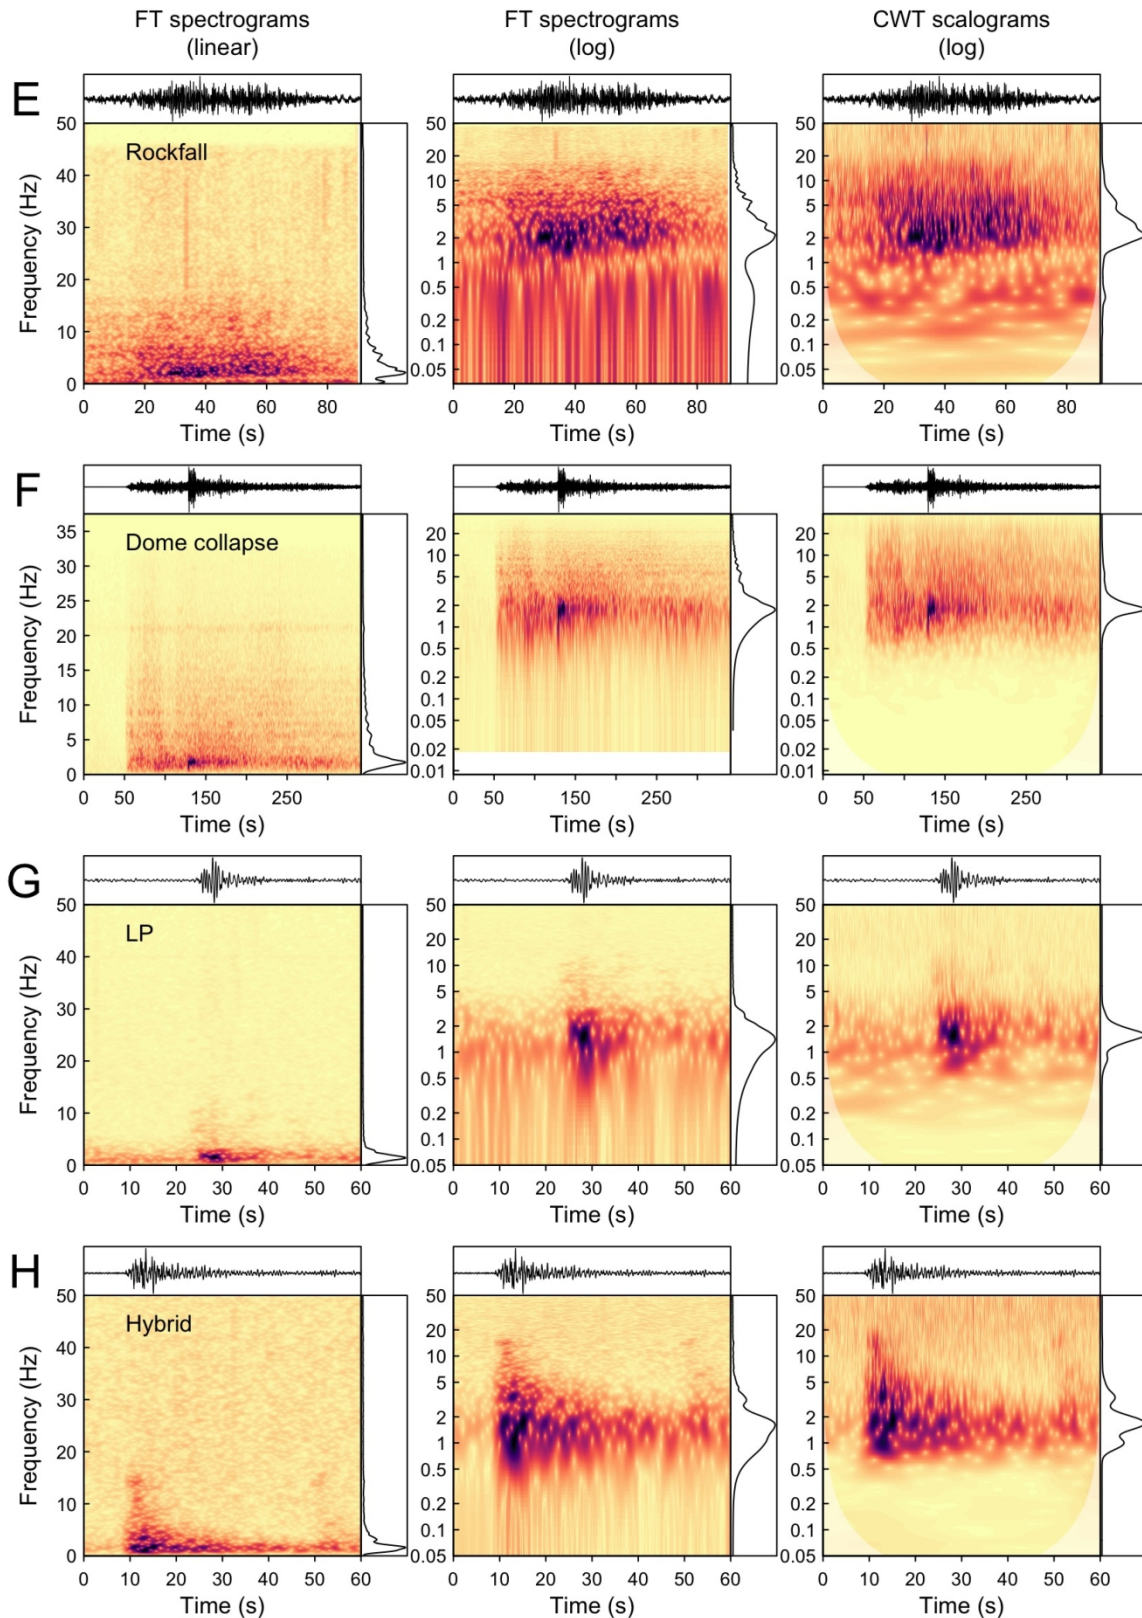 FT spectrograms
(linear)
FT spectrograms
(log)
CWT scalograms
(log)
E
Rockfall
Frequency (Hz)
50
40
30
20
10
0
0 20 40 60 80
Time (s)
50
20
10
5
2
1
0.5
0.2
0.1
0.05
0 20 40 60 80
Time (s)
50
20
10
5
2
1
0.5
0.2
0.1
0.05
0 20 40 60 80
Time (s)
F
Dome collapse
Frequency (Hz)
35
30
25
20
15
10
5
0
0 50 150 250
Time (s)
20
10
5
2
1
0.5
0.2
0.1
0.05
0.02
0.01
0 50 150 250
Time (s)
20
10
5
2
1
0.5
0.2
0.1
0.05
0.02
0.01
0 50 150 250
Time (s)
G
LP
Frequency (Hz)
50
40
30
20
10
0
0 10 20 30 40 50 60
Time (s)
50
20
10
5
2
1
0.5
0.2
0.1
0.05
0 10 20 30 40 50 60
Time (s)
50
20
10
5
2
1
0.5
0.2
0.1
0.05
0 10 20 30 40 50 60
Time (s)
H
Hybrid
Frequency (Hz)
50
40
30
20
10
0
0 10 20 30 40 50 60
Time (s)
50
20
10
5
2
1
0.5
0.2
0.1
0.05
0 10 20 30 40 50 60
Time (s)
50
20
10
5
2
1
0.5
0.2
0.1
0.05
0 10 20 30 40 50 60
Time (s)